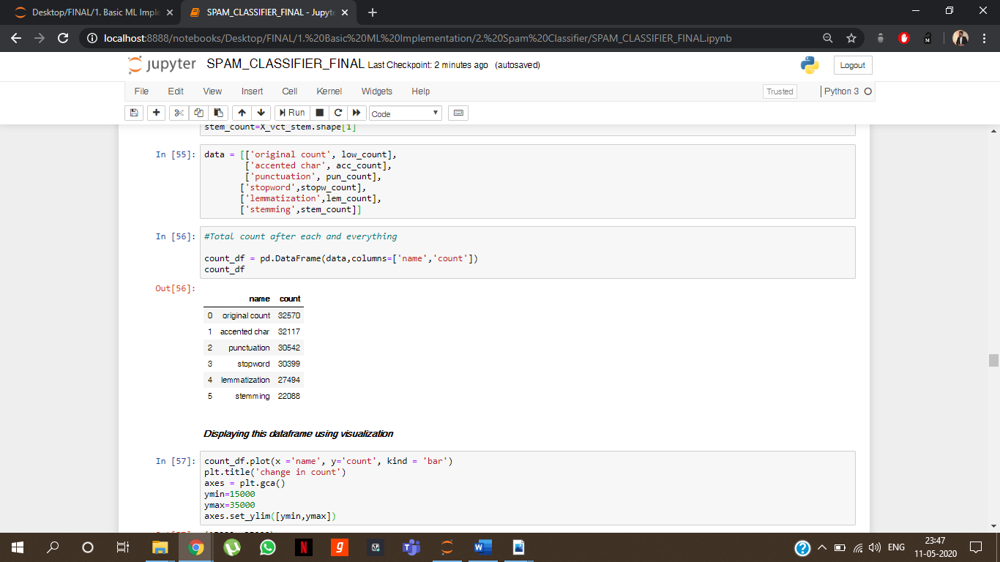 Desktop/FINAL/1. Basic ML Imple
SPAM_CLASSIFIER_FINAL - Jupyte
localhost:8888/notebooks/Desktop/FINAL/1.%20Basic%20ML%20Implementation/2.%20Spam%20Classifier/SPAM_CLASSIFIER_FINAL.ipynb
jupyter SPAM_CLASSIFIER_FINAL Last Checkpoint: 2 minutes ago (autosaved)
Logout
File Edit View Insert Cell Kernel Widgets Help
Trusted
Python 3
Run
Code
stem_count=X_vct_stem.shape[1]
In [55]: data = [['original count', low_count],
['accented char', acc_count],
['punctuation', pun_count],
['stopword',stopw_count],
['lemmatization',lem_count],
['stemming',stem_count]]
In [56]: #Total count after each and everything
count_df = pd.DataFrame(data,columns=['name','count'])
count_df
Out[56]:
name count
0 original count 32570
1 accented char 32117
2 punctuation 30542
3 stopword 30399
4 lemmatization 27494
5 stemming 22088
Displaying this dataframe using visualization
In [57]: count_df.plot(x ='name', y='count', kind = 'bar')
plt.title('change in count')
axes = plt.gca()
ymin=15000
ymax=35000
axes.set_ylim([ymin,ymax])
ENG
23:47
11-05-2020